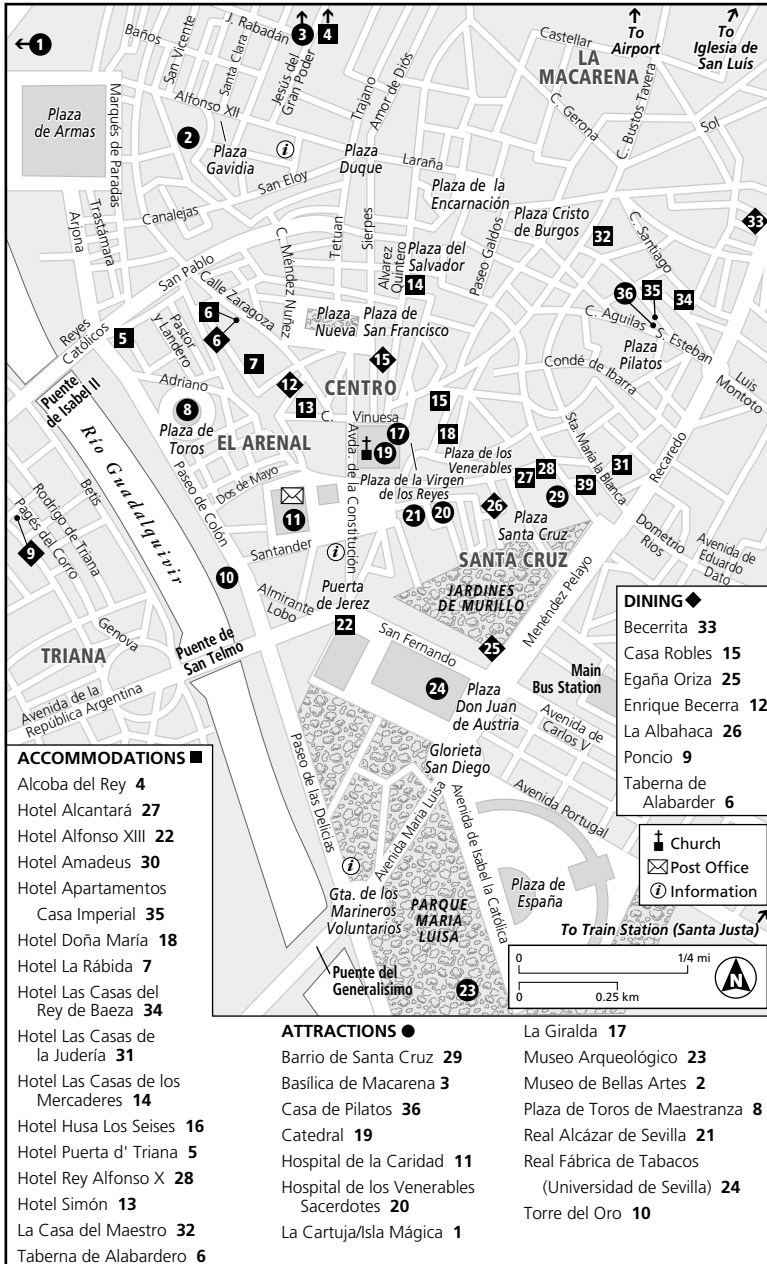 1
J. Rabadán
Baños
San Vicente
Santa Clara
Jesús del
Gran Poder
3
4
Trajano
Amor de Diós
Castellar
To
Airport
To
Iglesia de
San Luís
LA
MACARENA
C. Gerona
C. Bustos Tavera
Sol
Plaza
de Armas
Marqués de Paradas
Alfonso XII
2
Plaza
Gavidia
Plaza
Duque
Laraña
San Eloy
Plaza de la
Encarnación
Plaza Cristo
de Burgos
32
C. Santiago
33
Trastámara
Arjona
Canalejas
C. Méndez Nuñez
Tetuan
Sierpes
Alvarez
Quintero
Plaza del
Salvador
14
Paseo Galdos
San Pablo
Calle Zaragoza
6
6
Plaza
Nueva
Plaza de
San Francisco
36
35
34
C. Aguilas
S. Esteban
Plaza
Pilatos
Reyes
Católicos
5
Pastor
y Landero
7
15
Condé de Ibarra
Luis
Montoto
Puente
de Isabel II
Adriano
12
CENTRO
13
C. Vinuesa
15
8
Plaza de
Toros
EL ARENAL
17
18
19
Sta. Maria la Blanca
Recaredo
Río Guadalquivir
Paseo de Colón
Dos de Mayo
Avda. de la Constitución
Plaza de la Virgen
de los Reyes
Plaza de los
Venerables
27
28
29
39
31
Betis
Rodrigo de Triana
Pagés del Corro
9
11
21
20
26
Plaza
Santa Cruz
SANTA CRUZ
Dometrio
Rios
Avenida de
Eduardo
Dato
Santander
10
Almirante
Lobo
Puerta
de Jerez
22
JARDINES
DE MURILLO
Menéndez Pelayo
San Fernando
25
Genova
TRIANA
Puente de
San Telmo
Avenida de la
República Argentina
24
Plaza
Don Juan
de Austria
Main
Bus Station
Avenida de
Carlos V
Glorieta
San Diego
Paseo de las Delicias
Avenida Maria Luisa
Avenida de Isabel la Católica
Avenida Portugal
Gta. de los
Marineros
Voluntarios
PARQUE
MARIA
LUISA
Plaza de
España
To Train Station (Santa Justa)
Puente del
Generalisimo
23
0 1/4 mi
0 0.25 km
N
DINING
Becerrita 33
Casa Robles 15
Egaña Oriza 25
Enrique Becerra 12
La Albahaca 26
Poncio 9
Taberna de
Alabarder 6
Church
Post Office
i Information
ACCOMMODATIONS
Alcoba del Rey 4
Hotel Alcantará 27
Hotel Alfonso XIII 22
Hotel Amadeus 30
Hotel Apartamentos
Casa Imperial 35
Hotel Doña María 18
Hotel La Rábida 7
Hotel Las Casas del
Rey de Baeza 34
Hotel Las Casas de
la Judería 31
Hotel Las Casas de los
Mercaderes 14
Hotel Husa Los Seises 16
Hotel Puerta d' Triana 5
Hotel Rey Alfonso X 28
Hotel Simón 13
La Casa del Maestro 32
Taberna de Alabardero 6
ATTRACTIONS
Barrio de Santa Cruz 29
Basílica de Macarena 3
Casa de Pilatos 36
Catedral 19
Hospital de la Caridad 11
Hospital de los Venerables
Sacerdotes 20
La Cartuja/Isla Mágica 1
La Giralda 17
Museo Arqueológico 23
Museo de Bellas Artes 2
Plaza de Toros de Maestranza 8
Real Alcázar de Sevilla 21
Real Fábrica de Tabacos
(Universidad de Sevilla) 24
Torre del Oro 10